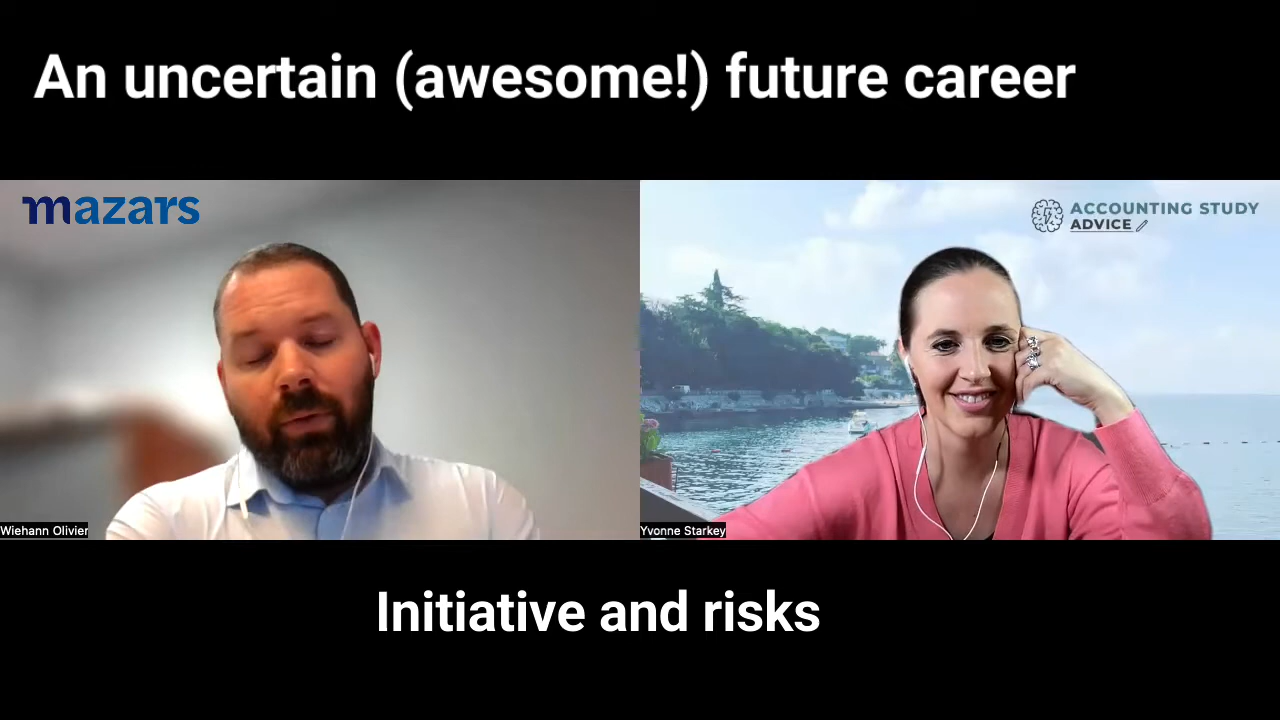 An uncertain (awesome!) future career
mazars
ACCOUNTING STUDY
ADVICE
Wiehann Olivier
Yvonne Starkey
Initiative and risks